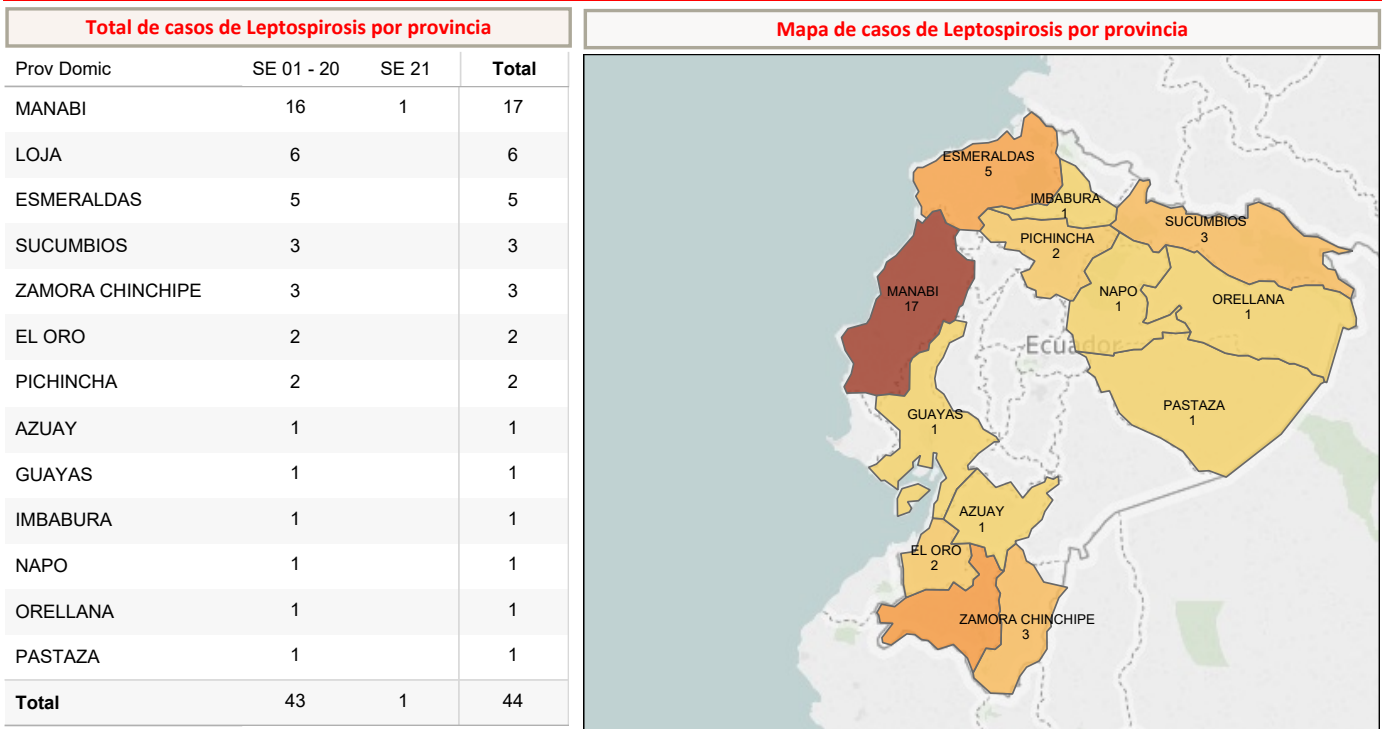 Total de casos de Leptospirosis por provincia
Prov Domic SE 01 - 20 SE 21 Total
MANABI 16 1 17
LOJA 6 6
ESMERALDAS 5 5
SUCUMBIOS 3 3
ZAMORA CHINCHIPE 3 3
EL ORO 2 2
PICHINCHA 2 2
AZUAY 1 1
GUAYAS 1 1
IMBABURA 1 1
NAPO 1 1
ORELLANA 1 1
PASTAZA 1 1
Total 43 1 44
Mapa de casos de Leptospirosis por provincia
ESMERALDAS
5
IMBABURA
1
SUCUMBIOS
3
PICHINCHA
2
MANABI
17
NAPO
1
ORELLANA
1
Ecuador
PASTAZA
1
GUAYAS
1
AZUAY
1
EL ORO
2
ZAMORA CHINCHIPE
3